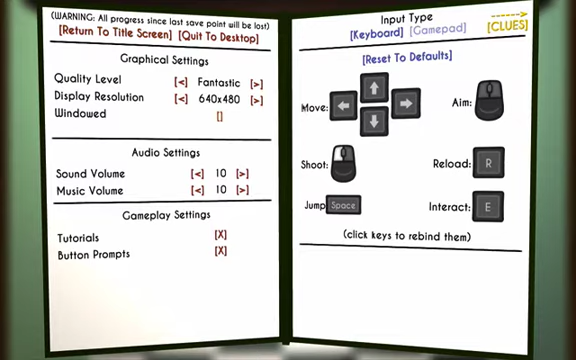 (WARNING: All progress since last save point will be lost)
[Return To Title Screen] [Quit To Desktop]
Graphical Settings
Quality Level [<] Fantastic [>]
Display Resolution [<] 640x480 [>]
Windowed []
Audio Settings
Sound Volume [<] 10 [>]
Music Volume [<] 10 [>]
Gameplay Settings
Tutorials [X]
Button Prompts [X]
Input Type
[Keyboard] [Gamepad]
[CLUES]
[Reset To Defaults]
Move: Aim:
Shoot: Reload: R
Jump Space Interact: E
(click keys to rebind them)